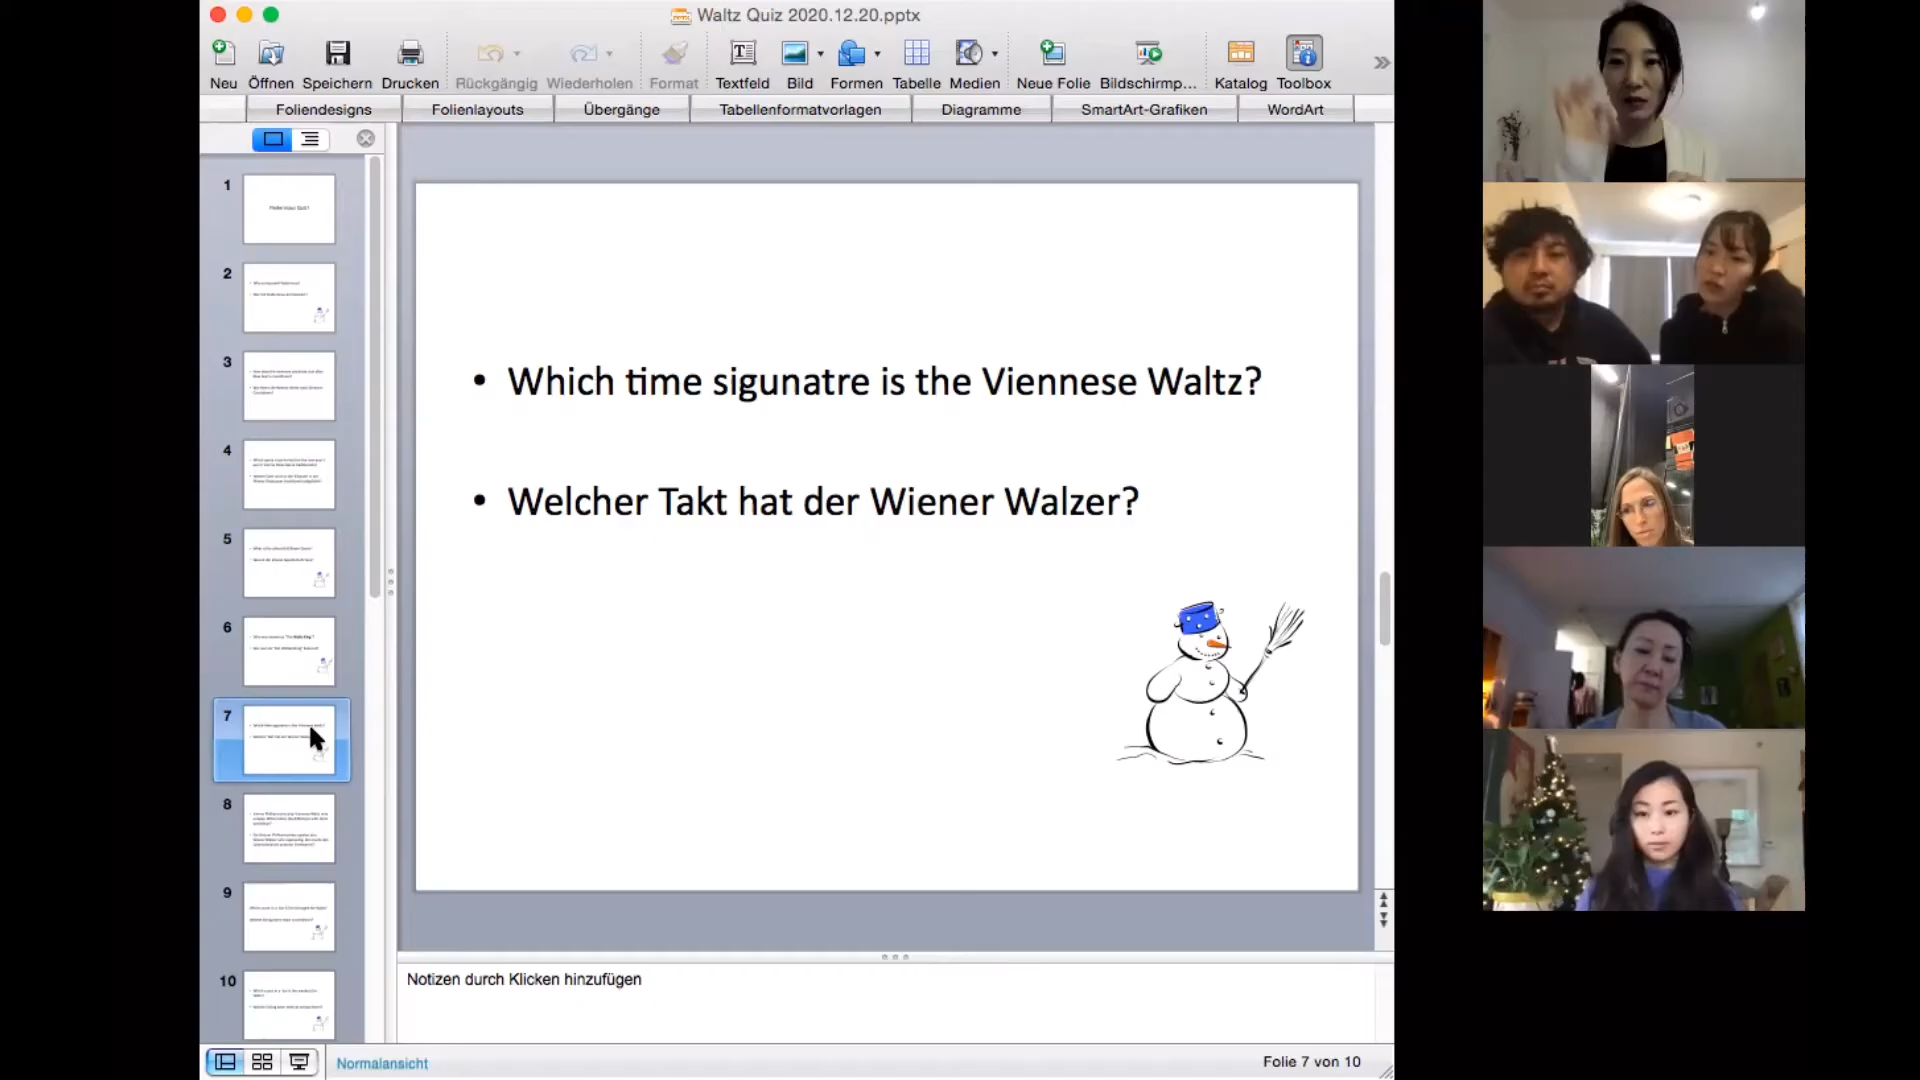 Waltz Quiz 2020.12.20.pptx
Neu Öffnen Speichern Drucken Rückgängig Wiederholen Format Textfeld Bild Formen Tabelle Medien Neue Folie Bildschirmp... Katalog Toolbox
Foliendesigns Folienlayouts Übergänge Tabellenformatvorlagen Diagramme SmartArt-Grafiken WordArt
1
2
3
4
5
6
7
8
9
10
• Which time sigunatre is the Viennese Waltz?
• Welcher Takt hat der Wiener Walzer?
Notizen durch Klicken hinzufügen
Normalansicht
Folie 7 von 10